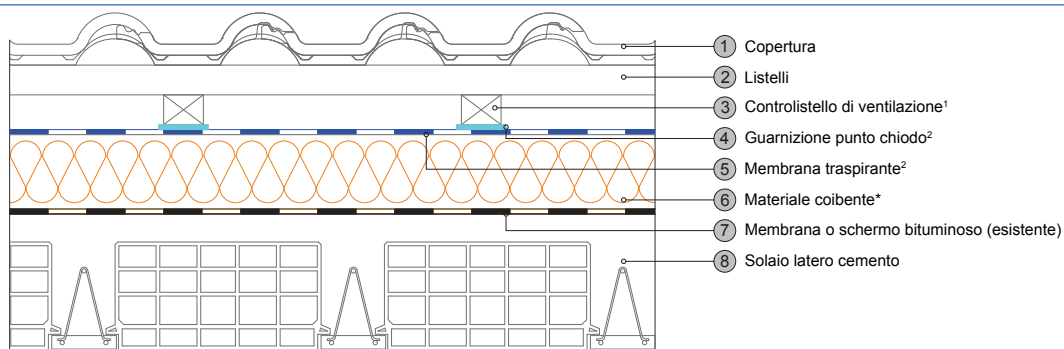 1 Copertura
2 Listelli
3 Controlistello di ventilazione¹
4 Guarnizione punto chiodo²
5 Membrana traspirante²
6 Materiale coibente*
7 Membrana o schermo bituminoso (esistente)
8 Solaio latero cemento